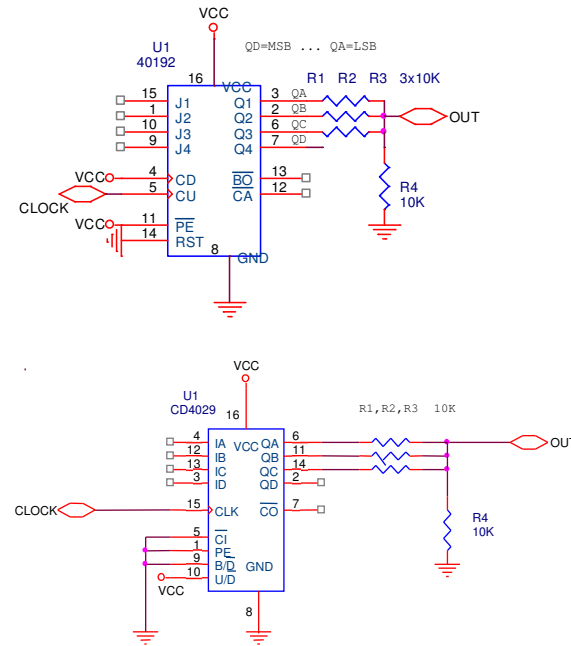 VCC
U1
40192
QD=MSB ... QA=LSB
16
VCC
R1 R2 R3 3x10K
15 J1 Q1 3 QA
1 J2 Q2 2 QB
10 J3 Q3 6 QC
9 J4 Q4 7 QD
OUT
VCC 4 CD BO 13
CLOCK 5 CU CA 12
R4
10K
VCC 11 PE
14 RST
8 GND
VCC
U1
CD4029
16
R1,R2,R3 10K
4 IA VCC QA 6
12 IB QB 11
13 IC QC 14
3 ID QD 2
OUT
CLOCK 15 CLK CO 7
R4
10K
5 CI
1 PE
9 B/D GND
10 U/D
VCC
8